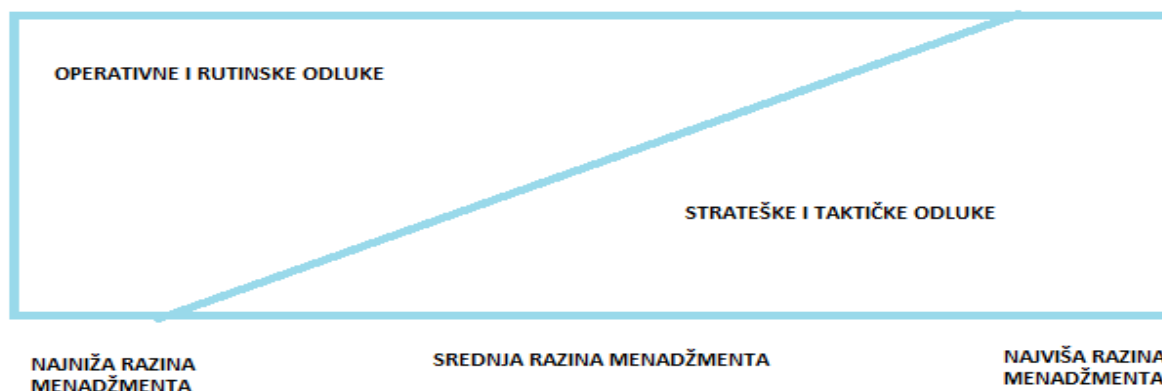 OPERATIVNE I RUTINSKE ODLUKE
STRATEŠKE I TAKTIČKE ODLUKE
NAJNIŽA RAZINA
MENADŽMENTA
SREDNJA RAZINA MENADŽMENTA
NAJVIŠA RAZINA
MENADŽMENTA